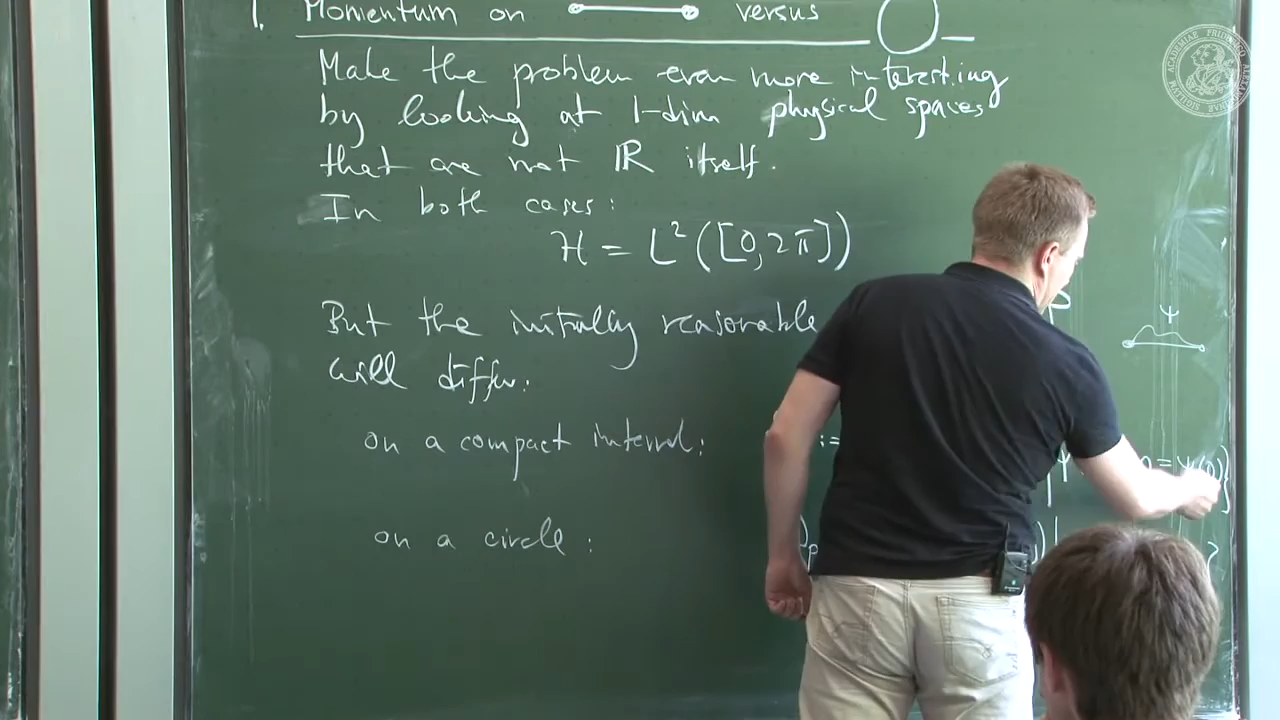 1. Momentum on versus
Make the problem even more interesting
by looking at 1-dim physical spaces
that are not ℝ itself.
In both cases:
H = L²([0,2π])
But the initially reasonable
will differ:
ψ
on a compact interval: :=
= ψ(0)}
on a circle: